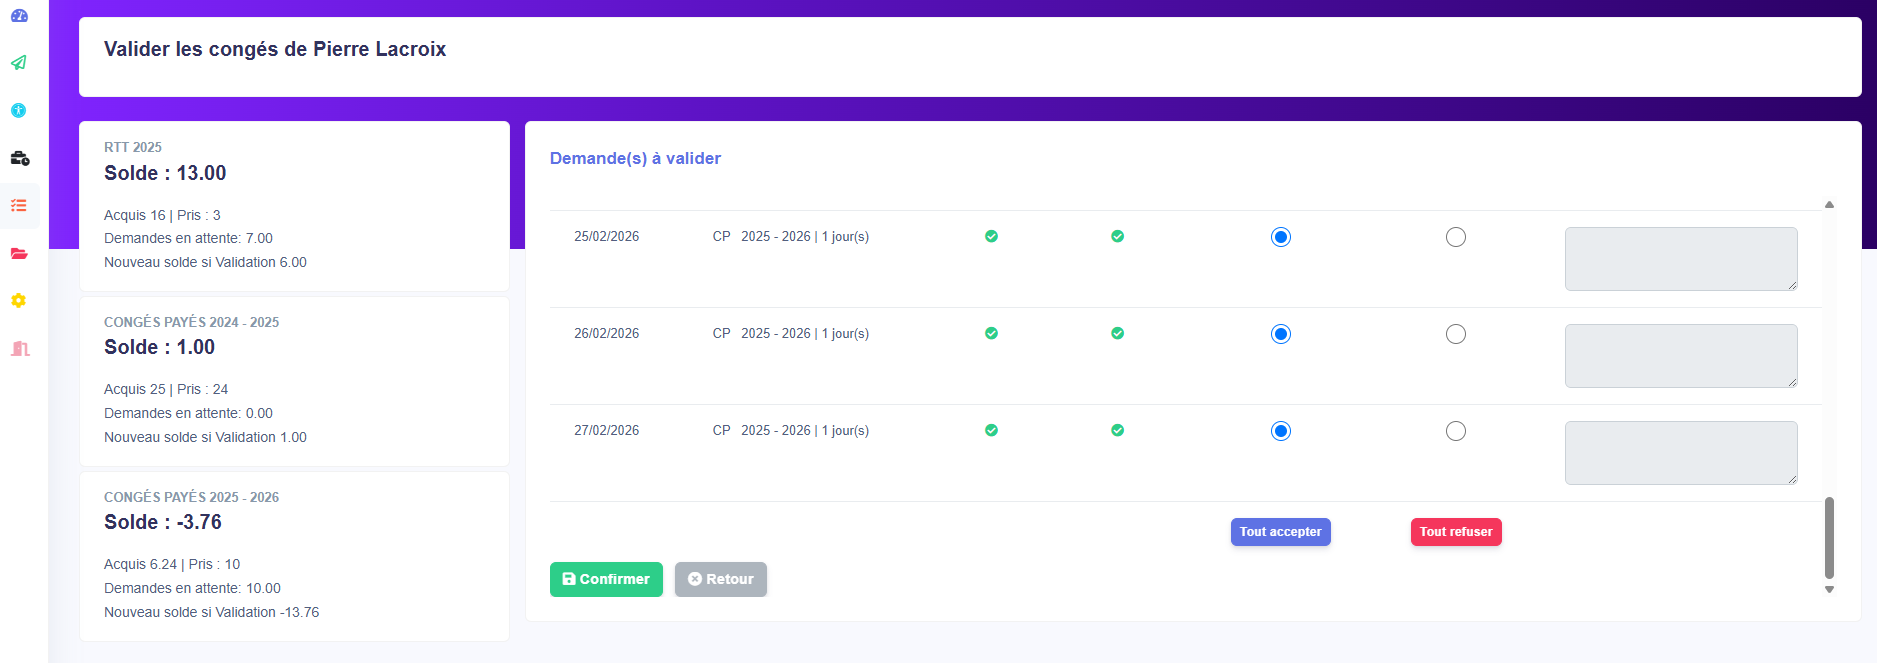 Valider les congés de Pierre Lacroix
RTT 2025
Solde : 13.00
Acquis 16 | Pris : 3
Demandes en attente: 7.00
Nouveau solde si Validation 6.00
CONGÉS PAYÉS 2024 - 2025
Solde : 1.00
Acquis 25 | Pris : 24
Demandes en attente: 0.00
Nouveau solde si Validation 1.00
CONGÉS PAYÉS 2025 - 2026
Solde : -3.76
Acquis 6.24 | Pris : 10
Demandes en attente: 10.00
Nouveau solde si Validation -13.76
Demande(s) à valider
25/02/2026 CP 2025 - 2026 | 1 jour(s)
26/02/2026 CP 2025 - 2026 | 1 jour(s)
27/02/2026 CP 2025 - 2026 | 1 jour(s)
Tout accepter Tout refuser
Confirmer Retour